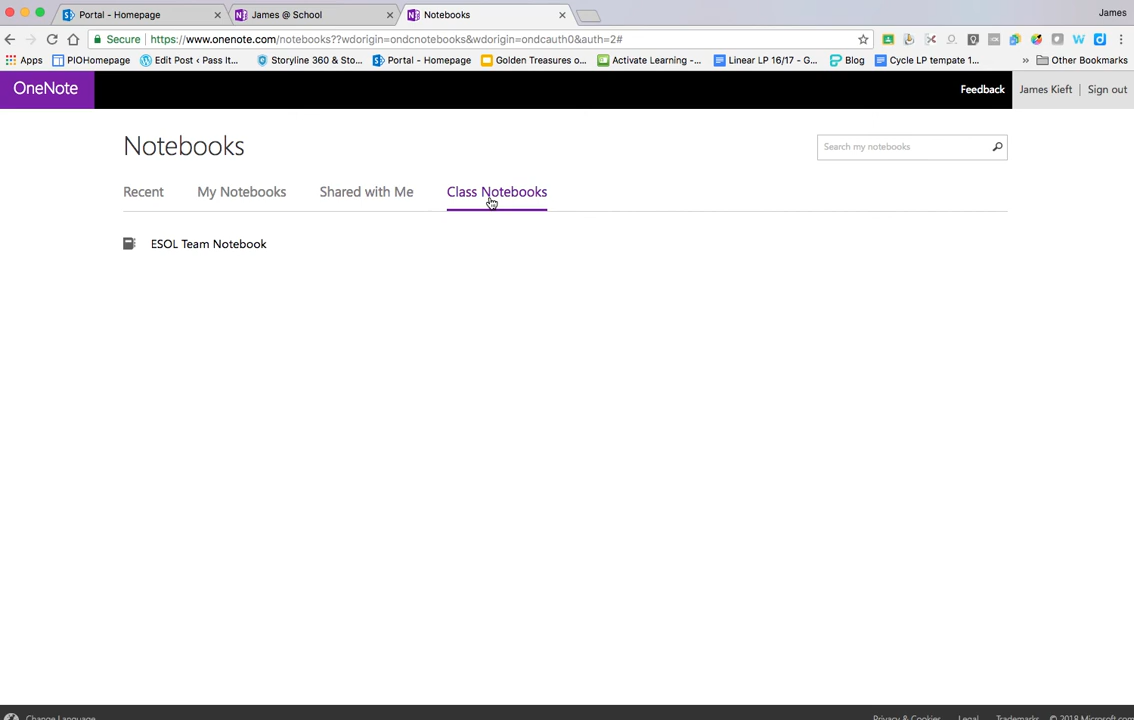 Portal - Homepage
James @ School
Notebooks
James
Secure
https://www.onenote.com/notebooks??wdorigin=ondcnotebooks&wdorigin=ondcauth0&auth=2#
Apps
PIOHomepage
Edit Post ‹ Pass It...
Storyline 360 & Sto...
Portal - Homepage
Golden Treasures o...
Activate Learning -...
Linear LP 16/17 - G...
Blog
Cycle LP tempate 1...
»
Other Bookmarks
OneNote
Feedback
James Kieft | Sign out
Notebooks
Search my notebooks
Recent
My Notebooks
Shared with Me
Class Notebooks
ESOL Team Notebook
Change Language
Privacy & Cookies
Legal
Trademarks
© 2018 Microsoft.com